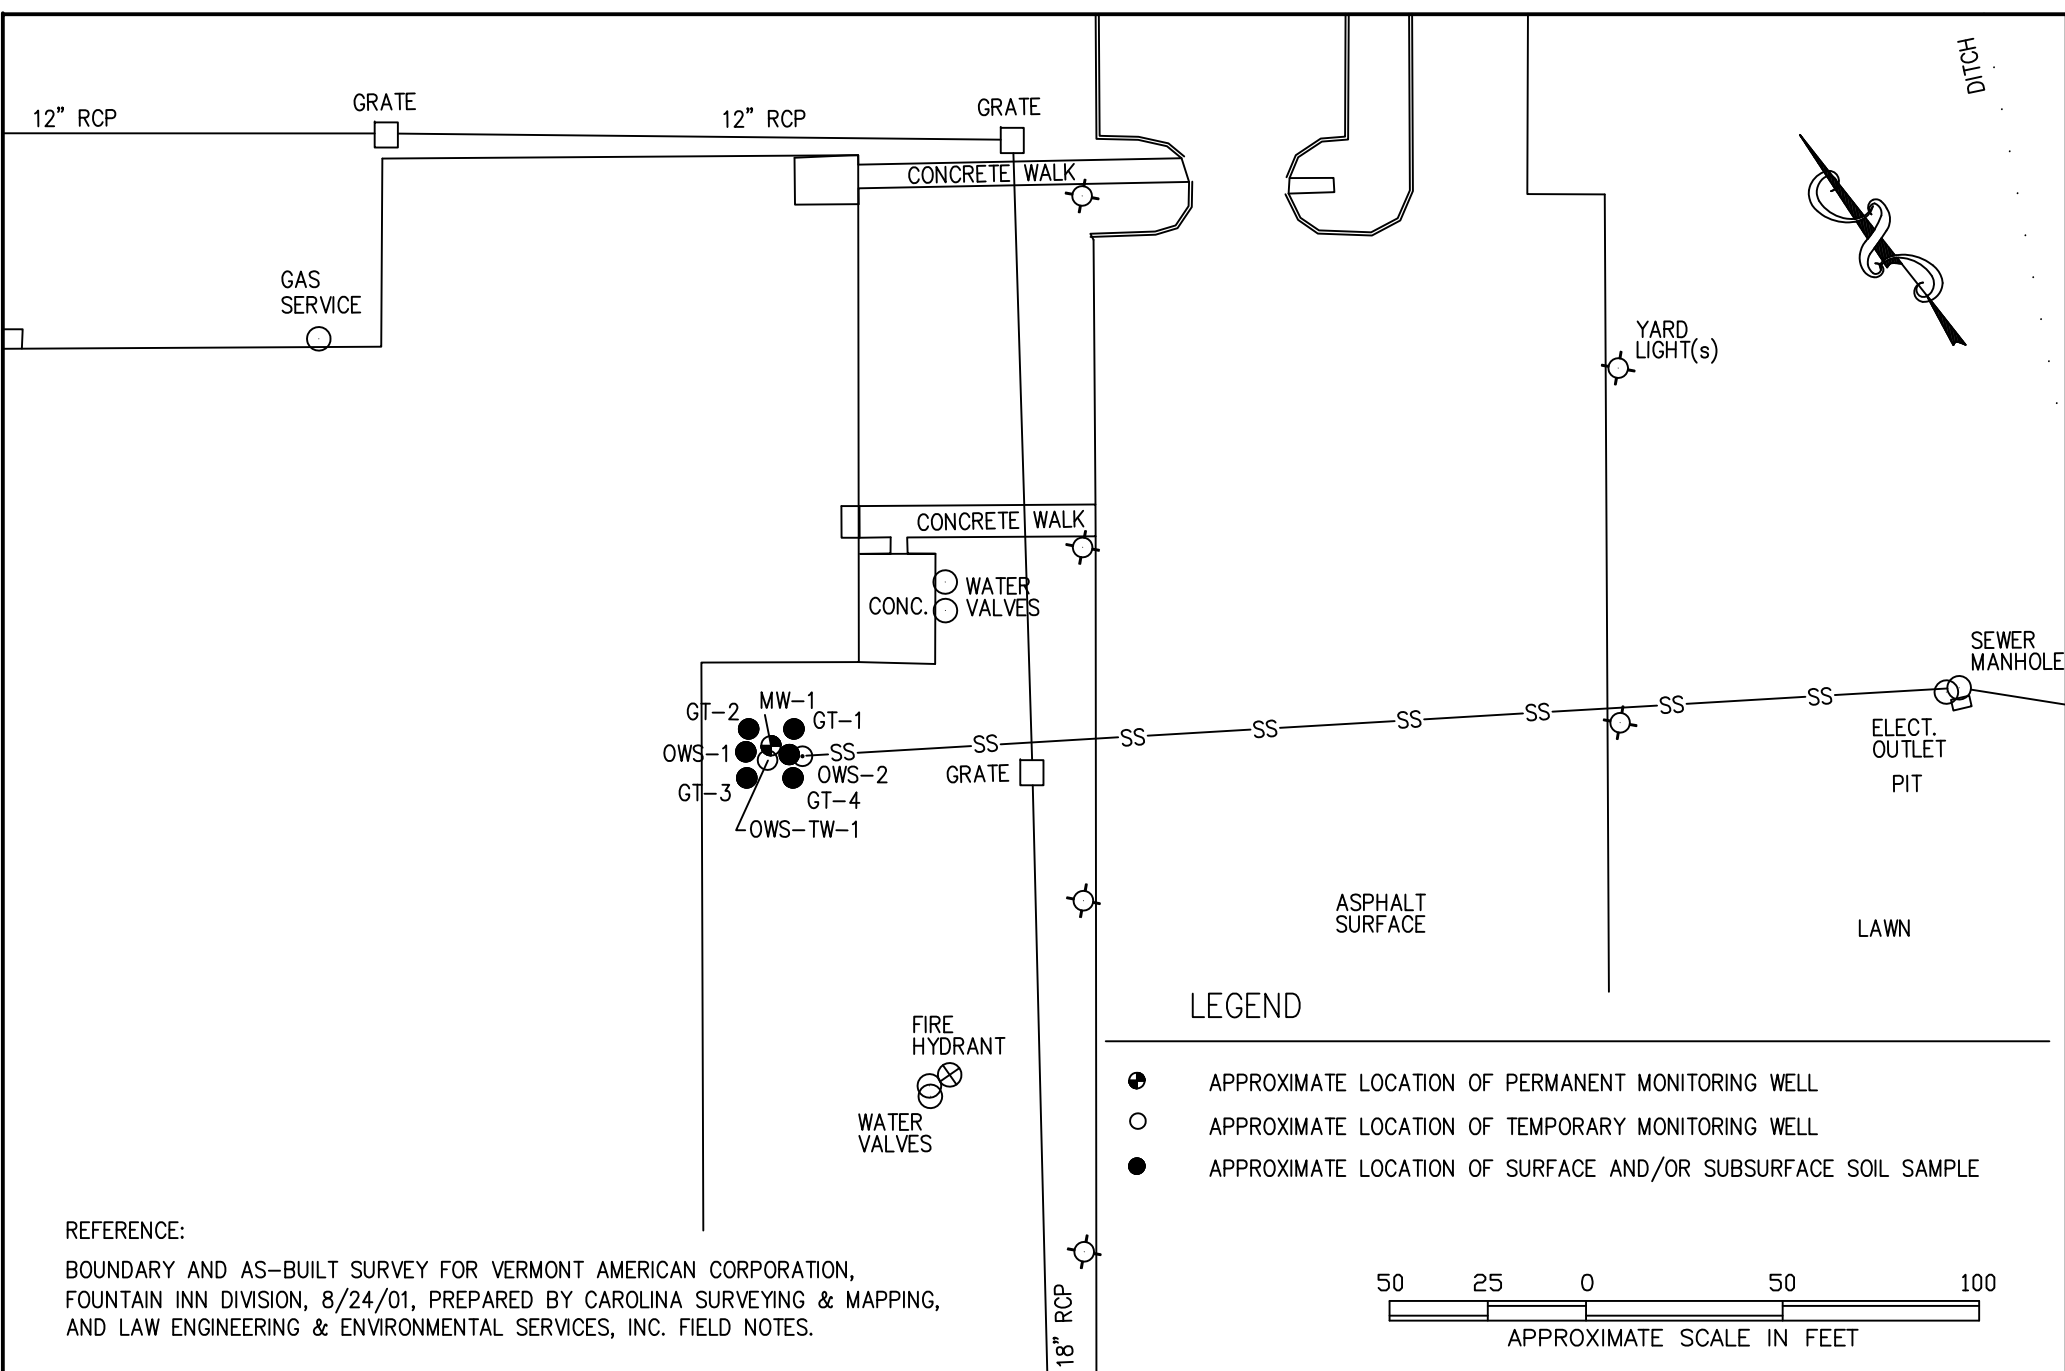 DITCH
GRATE
GRATE
12” RCP
12” RCP
CONCRETE WALK
GAS
SERVICE
YARD
LIGHT(s)
CONCRETE WALK
WATER
VALVES
CONC.
SEWER
MANHOLE
MW-1
GT-2
GT-1
OWS-1
SS
SS
SS
SS
SS
SS
SS
SS
ELECT.
OUTLET
PIT
OWS-2
GRATE
GT-3
GT-4
OWS-TW-1
ASPHALT
SURFACE
LAWN
LEGEND
FIRE
HYDRANT
APPROXIMATE LOCATION OF PERMANENT MONITORING WELL
APPROXIMATE LOCATION OF TEMPORARY MONITORING WELL
APPROXIMATE LOCATION OF SURFACE AND/OR SUBSURFACE SOIL SAMPLE
WATER
VALVES
REFERENCE:
BOUNDARY AND AS-BUILT SURVEY FOR VERMONT AMERICAN CORPORATION,
FOUNTAIN INN DIVISION, 8/24/01, PREPARED BY CAROLINA SURVEYING & MAPPING,
AND LAW ENGINEERING & ENVIRONMENTAL SERVICES, INC. FIELD NOTES.
18” RCP
50 25 0 50 100
APPROXIMATE SCALE IN FEET